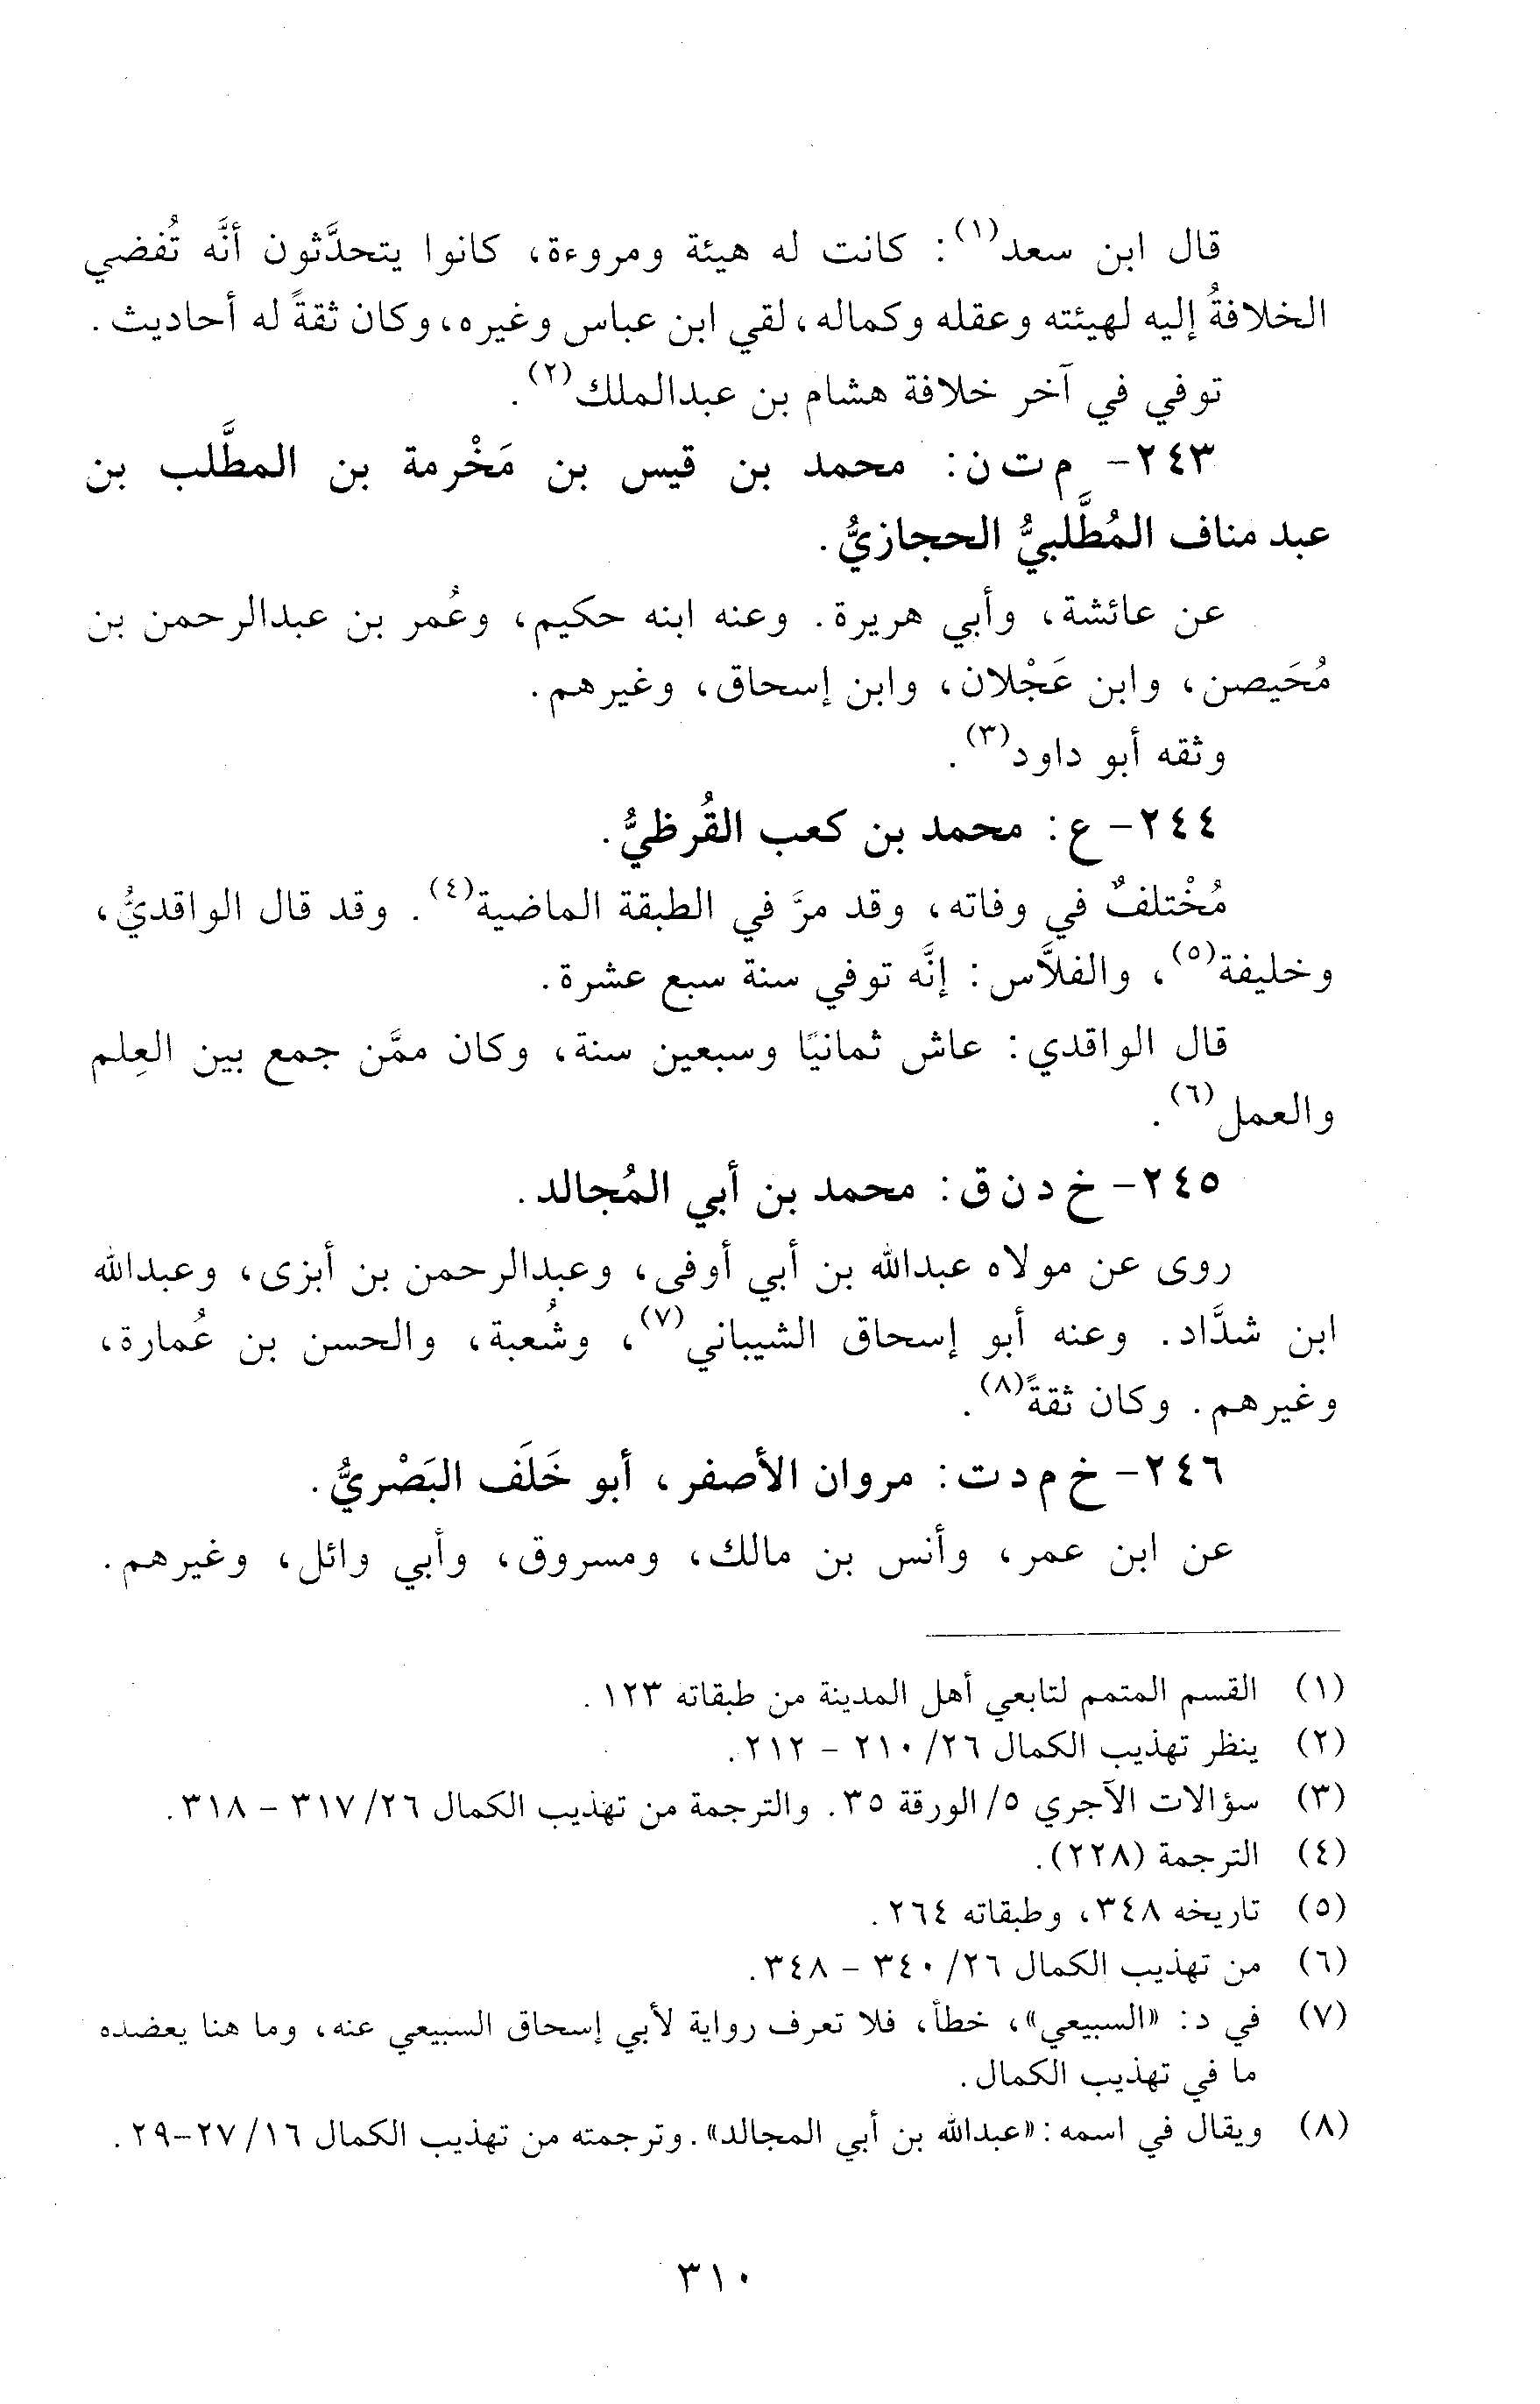 قال ابن سعد(١): كانت له هيئة ومروءة، كانوا يتحدَّثون أنَّه تُفضي
الخلافةُ إليه لهيئته وعقله وكماله، لقي ابن عباس وغيره، وكان ثقةً له أحاديث.
توفي في آخر خلافة هشام بن عبدالملك(٢).
٢٤٣- م ت ن: محمد بن قيس بن مَخْرمة بن المطَّلب بن
عبد مناف المُطَّلبيُّ الحجازيُّ.
عن عائشة، وأبي هريرة. وعنه ابنه حكيم، وعُمر بن عبدالرحمن بن
مُحَيصن، وابن عَجْلان، وابن إسحاق، وغيرهم.
وثقه أبو داود(٣).
٢٤٤- ع: محمد بن كعب القُرظيُّ.
مُخْتلفٌ في وفاته، وقد مرَّ في الطبقة الماضية(٤). وقد قال الواقديُّ،
وخليفة(٥)، والفلاَّس: إنَّه توفي سنة سبع عشرة.
قال الواقدي: عاش ثمانيًا وسبعين سنة، وكان ممَّن جمع بين العِلم
والعمل(٦).
٢٤٥- خ د ن ق: محمد بن أبي المُجالد.
روى عن مولاه عبدالله بن أبي أوفى، وعبدالرحمن بن أبزى، وعبدالله
ابن شدَّاد. وعنه أبو إسحاق الشيباني(٧)، وشُعبة، والحسن بن عُمارة،
وغيرهم. وكان ثقةً(٨).
٢٤٦- خ م د ت: مروان الأصفر، أبو خَلَف البَصْريُّ.
عن ابن عمر، وأنس بن مالك، ومسروق، وأبي وائل، وغيرهم.
(١) القسم المتمم لتابعي أهل المدينة من طبقاته ١٢٣.
(٢) ينظر تهذيب الكمال ٢٦/ ٢١٠ - ٢١٢.
(٣) سؤالات الآجري ٥/ الورقة ٣٥. والترجمة من تهذيب الكمال ٢٦/ ٣١٧ - ٣١٨.
(٤) الترجمة (٢٢٨).
(٥) تاريخه ٣٤٨، وطبقاته ٢٦٤.
(٦) من تهذيب الكمال ٢٦/ ٣٤٠ - ٣٤٨.
(٧) في د: «السبيعي»، خطأ، فلا تعرف رواية لأبي إسحاق السبيعي عنه، وما هنا يعضده
ما في تهذيب الكمال.
(٨) ويقال في اسمه: «عبدالله بن أبي المجالد». وترجمته من تهذيب الكمال ١٦/ ٢٧-٢٩.
٣١٠